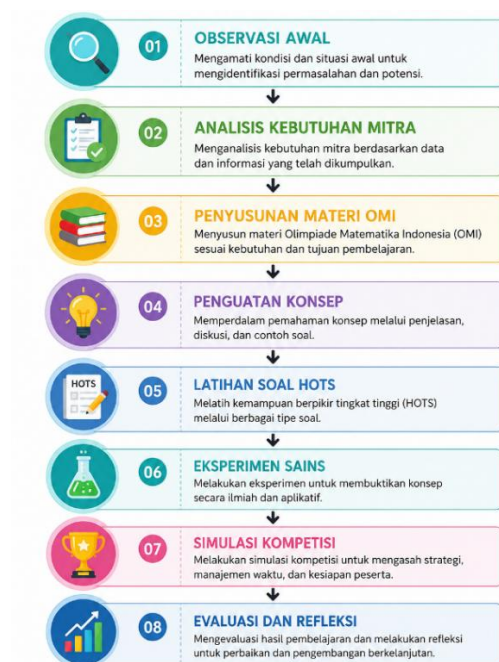 01
OBSERVASI AWAL
Mengamati kondisi dan situasi awal untuk
mengidentifikasi permasalahan dan potensi.
02
ANALISIS KEBUTUHAN MITRA
Menganalisis kebutuhan mitra berdasarkan data
dan informasi yang telah dikumpulkan.
03
PENYUSUNAN MATERI OMI
Menyusun materi Olimpiade Matematika Indonesia (OMI)
sesuai kebutuhan dan tujuan pembelajaran.
04
PENGUATAN KONSEP
Memperdalam pemahaman konsep melalui penjelasan,
diskusi, dan contoh soal.
HOTS
05
LATIHAN SOAL HOTS
Melatih kemampuan berpikir tingkat tinggi (HOTS)
melalui berbagai tipe soal.
06
EKSPERIMEN SAINS
Melakukan eksperimen untuk membuktikan konsep
secara ilmiah dan aplikatif.
07
SIMULASI KOMPETISI
Melakukan simulasi kompetisi untuk mengasah strategi,
manajemen waktu, dan kesiapan peserta.
08
EVALUASI DAN REFLEKSI
Mengevaluasi hasil pembelajaran dan melakukan refleksi
untuk perbaikan dan pengembangan berkelanjutan.